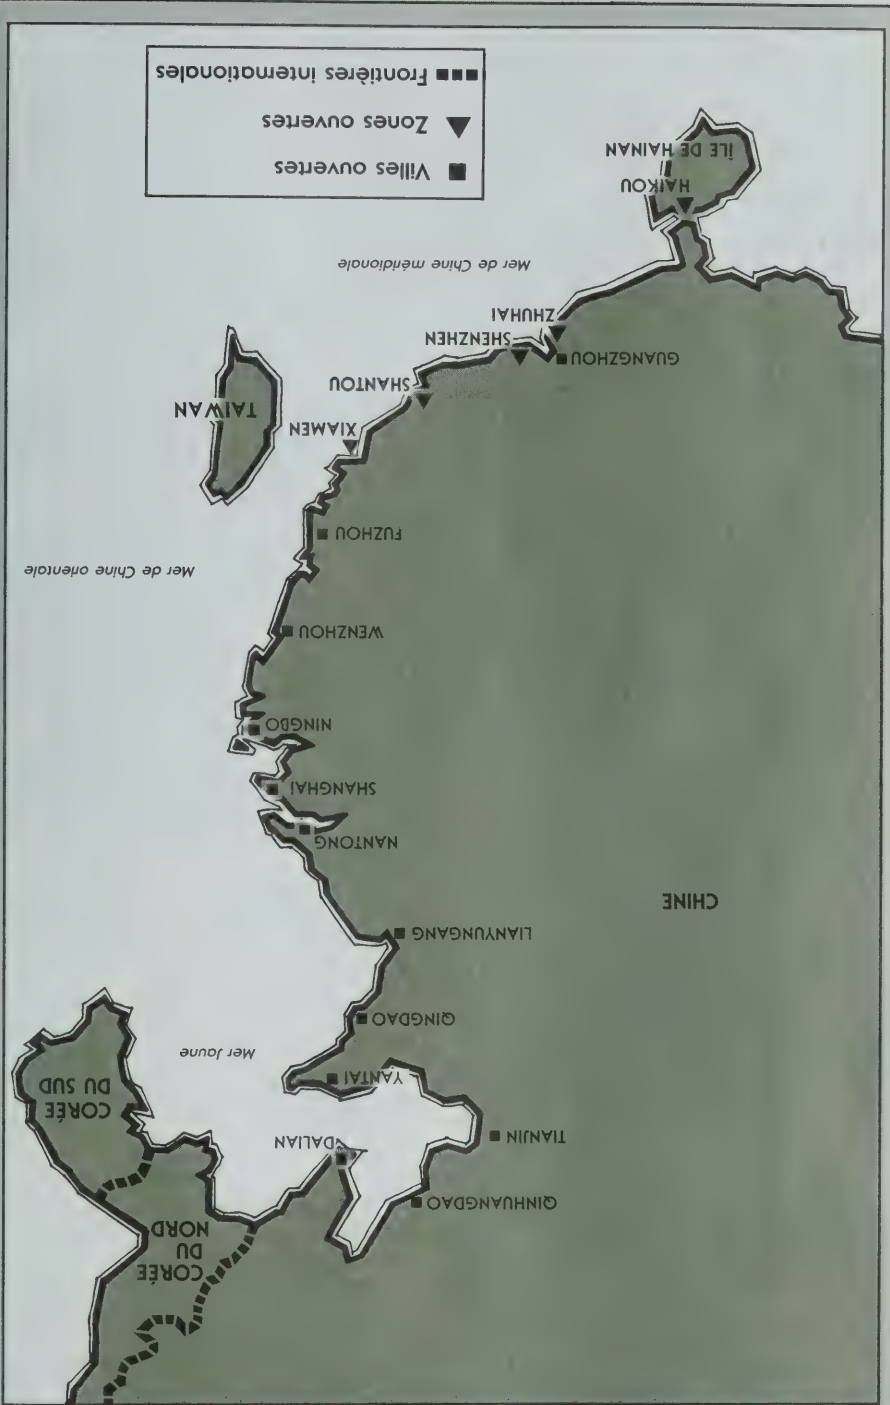 CORÉE
DU
NORD
QINHUANGDAO
DALIAN
TIANJIN
CORÉE
DU SUD
YANTAI
Mer Jaune
QINGDAO
LIANYUNGANG
CHINE
NANTONG
SHANGHAI
NINGDO
WENZHOU
Mer de Chine orientale
FUZHOU
XIAMEN
TAIWAN
SHANTOU
GUANGZHOU
SHENZHEN
ZHUHAI
Mer de Chine méridionale
HAIKOU
ÎLE DE HAINAN
Villes ouvertes
Zones ouvertes
Frontières internationales